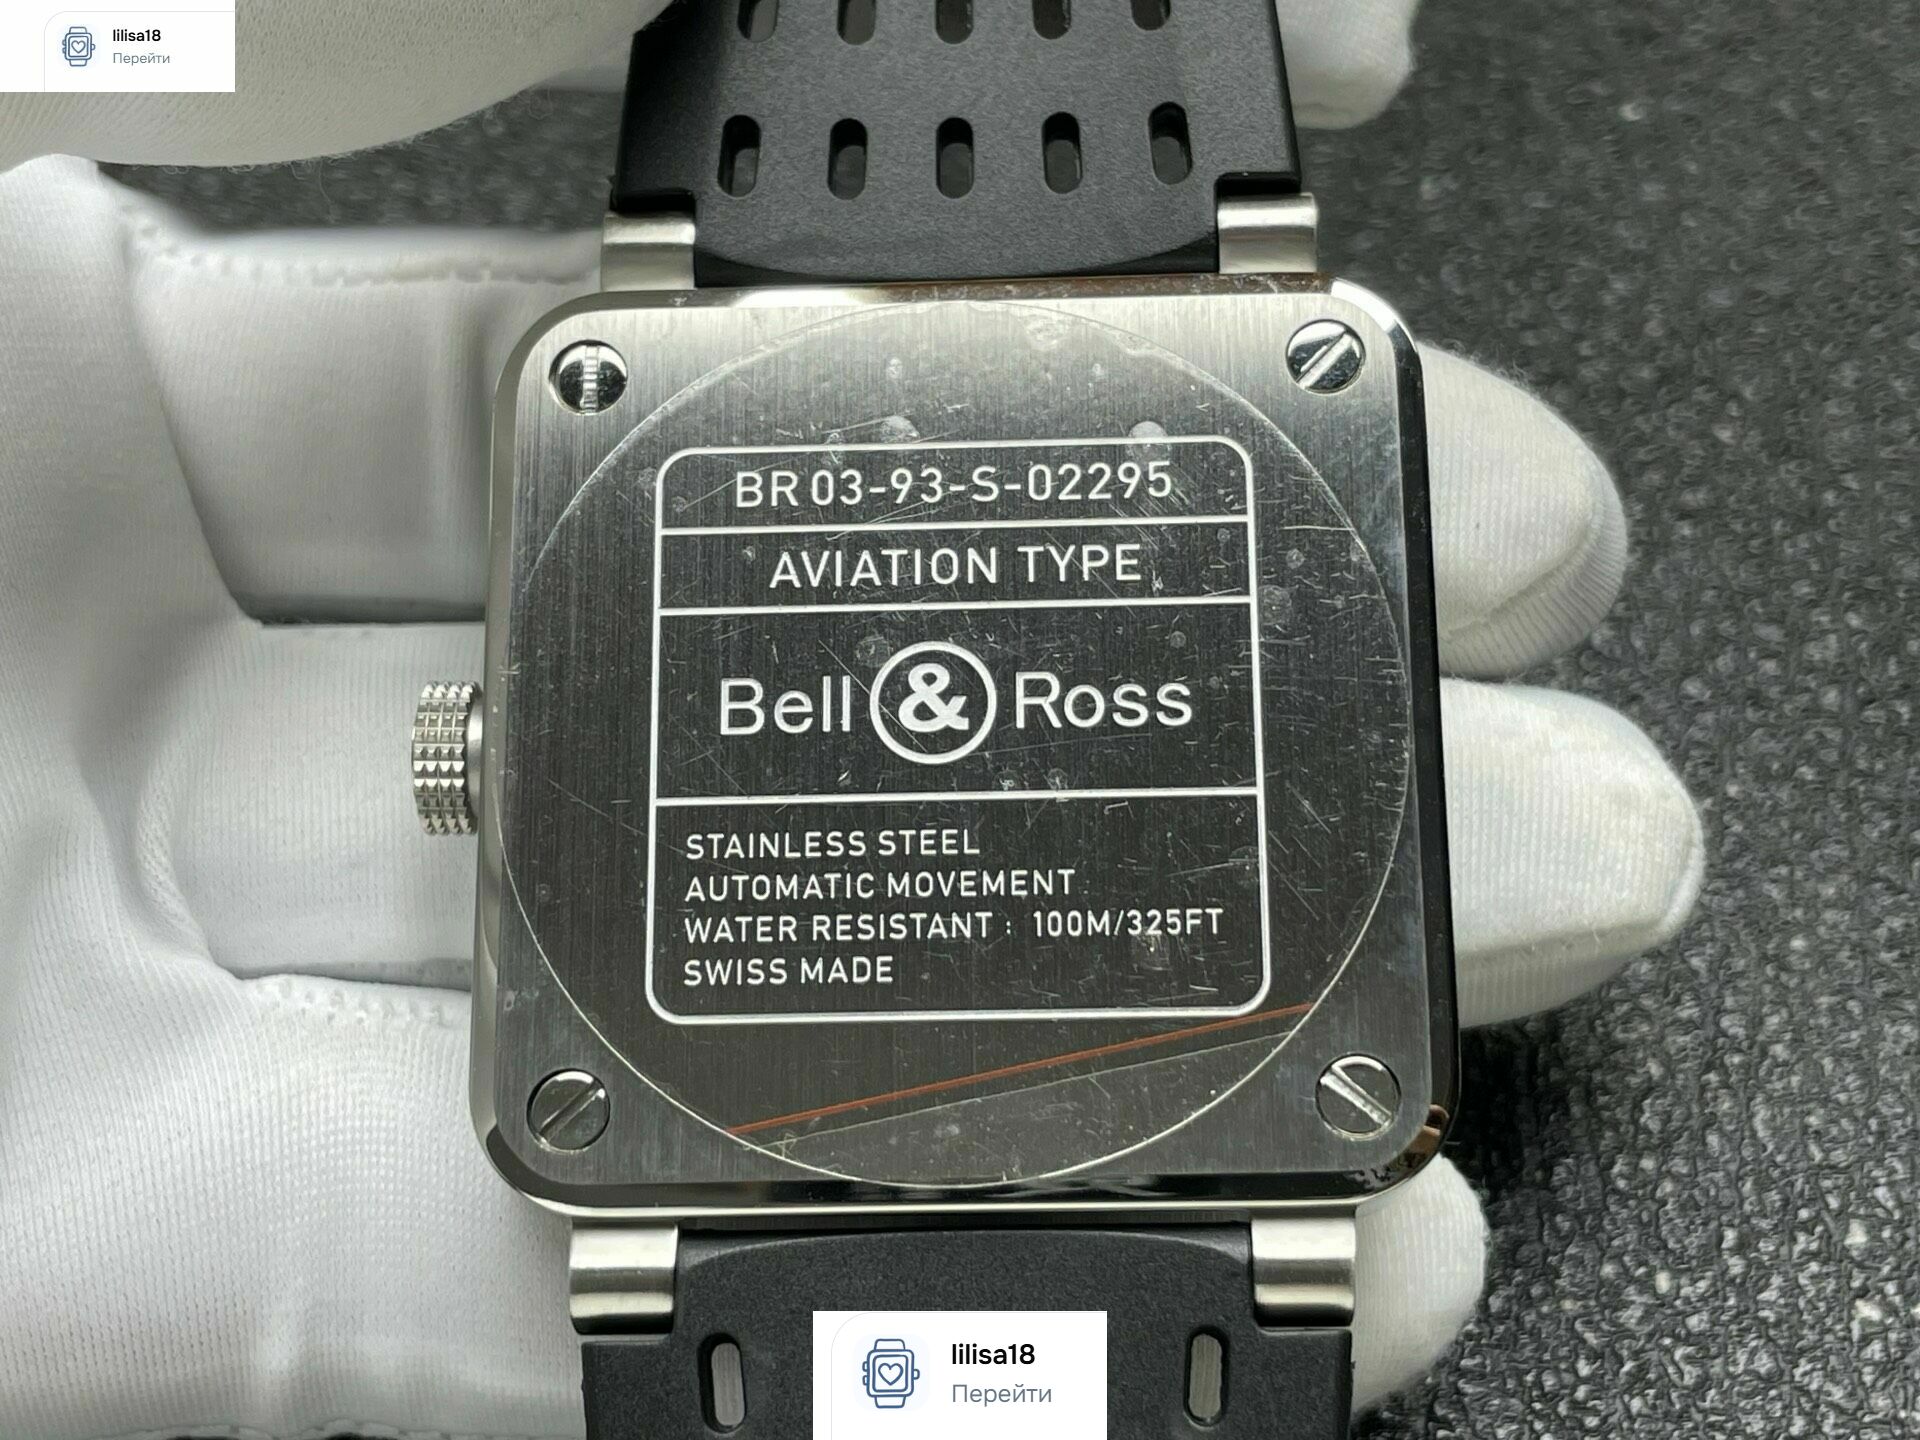 lilisa18
Перейти
BR 03-93-S-02295
AVIATION TYPE
Bell & Ross
STAINLESS STEEL
AUTOMATIC MOVEMENT
WATER RESISTANT : 100M/325FT
SWISS MADE
lilisa18
Перейти